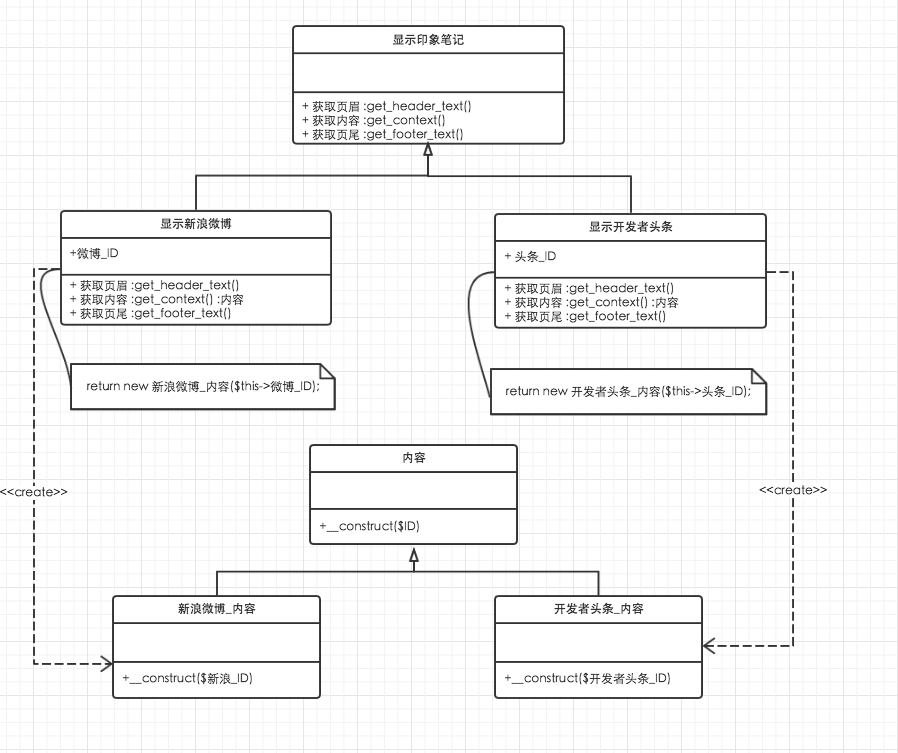 显示印象笔记
+ 获取页眉 :get_header_text()
+ 获取内容 :get_context()
+ 获取页尾 :get_footer_text()
显示新浪微博
+微博_ID
+ 获取页眉 :get_header_text()
+ 获取内容 :get_context() :内容
+ 获取页尾 :get_footer_text()
显示开发者头条
+ 头条_ID
+ 获取页眉 :get_header_text()
+ 获取内容 :get_context() :内容
+ 获取页尾 :get_footer_text()
return new 新浪微博_内容($this->微博_ID);
return new 开发者头条_内容($this->头条_ID);
<<create>>
<<create>>
内容
+__construct($ID)
新浪微博_内容
+__construct($新浪_ID)
开发者头条_内容
+__construct($开发者头条_ID)